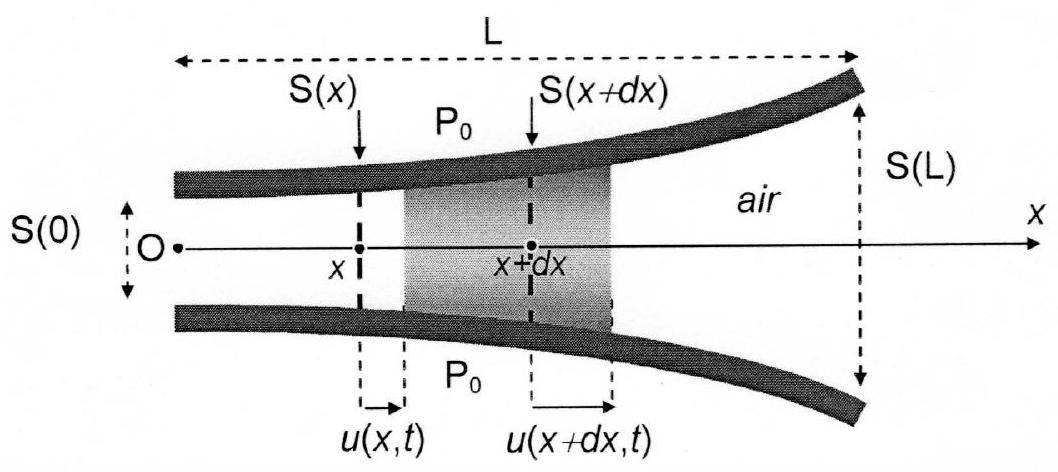 L
S(x)
S(x+dx)
P₀
S(L)
air
x
S(0)
O
x
x+dx
P₀
u(x,t)
u(x+dx,t)